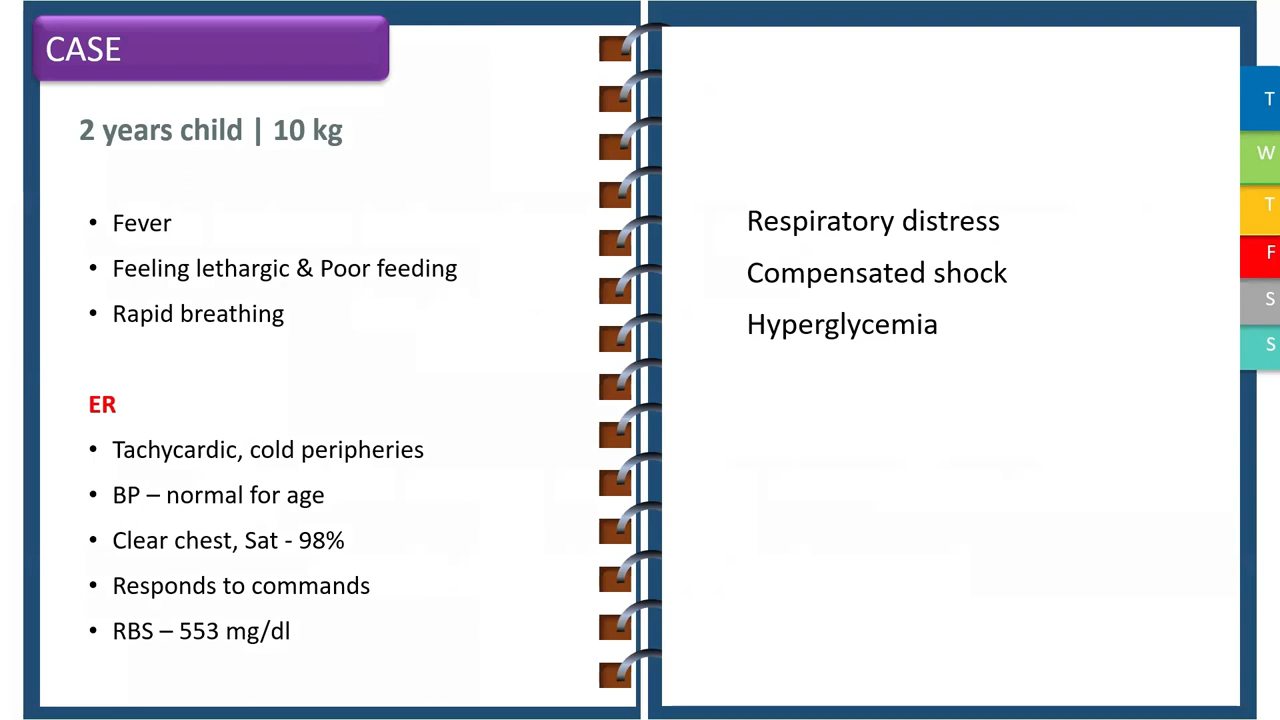 CASE
2 years child | 10 kg
• Fever
• Feeling lethargic & Poor feeding
• Rapid breathing
ER
• Tachycardic, cold peripheries
• BP – normal for age
• Clear chest, Sat - 98%
• Responds to commands
• RBS – 553 mg/dl
Respiratory distress
Compensated shock
Hyperglycemia
T
W
T
F
S
S